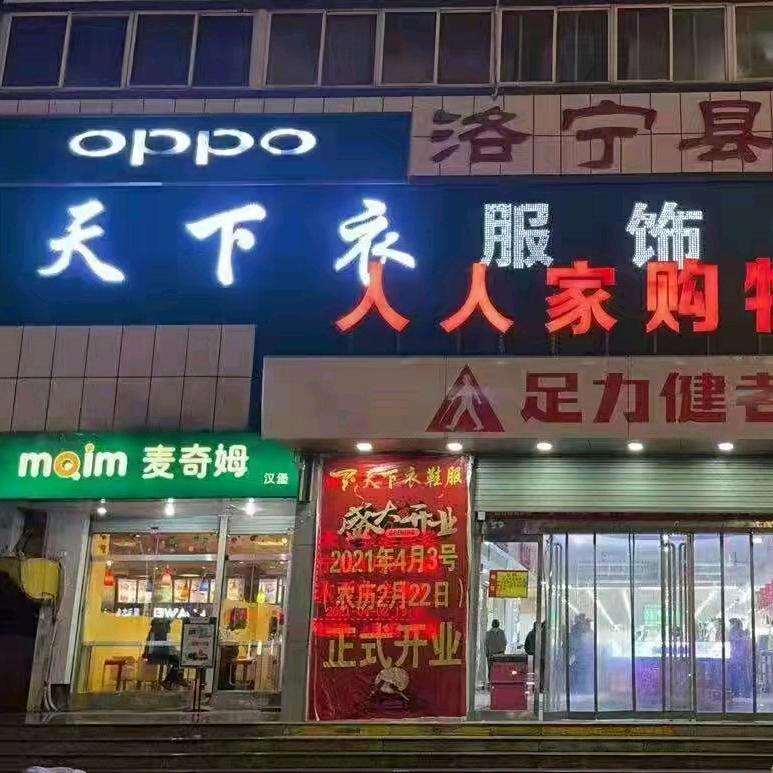 oppo
洛宁县
天下衣服饰
人人家购物
足力健老
maim 麦奇姆
汉堡
天下衣鞋服
盛大开业
2021年4月3号
(农历2月22日)
正式开业